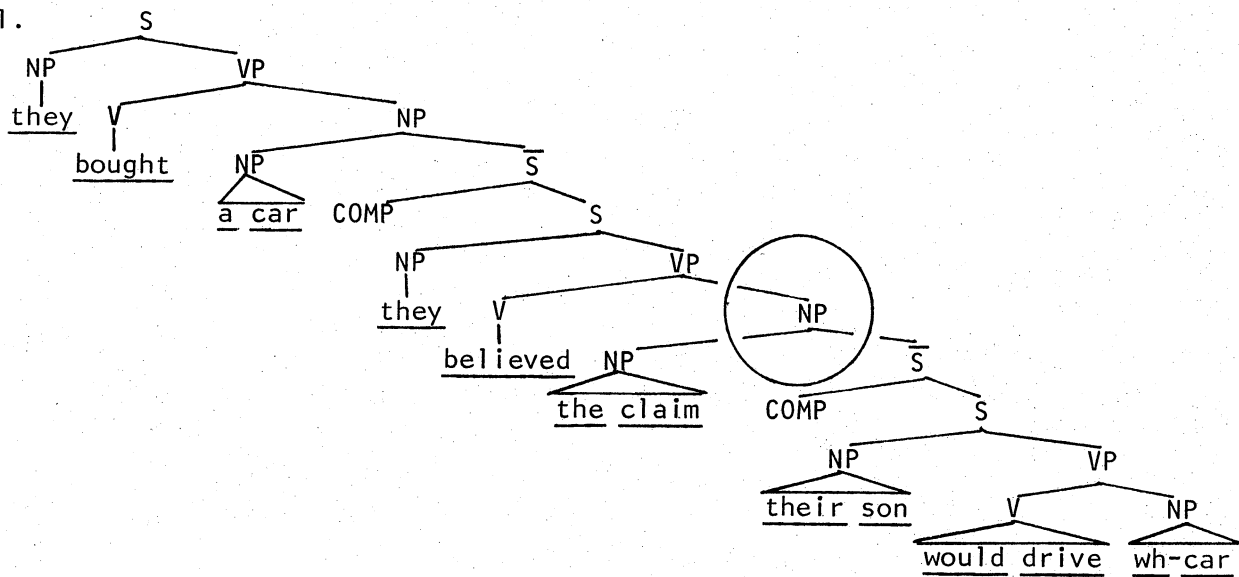 1.
S
NP VP
they V NP
bought NP S̅
a car COMP S
NP VP
they V NP
believed NP S̅
the claim COMP S
NP VP
their son V NP
would drive wh-car